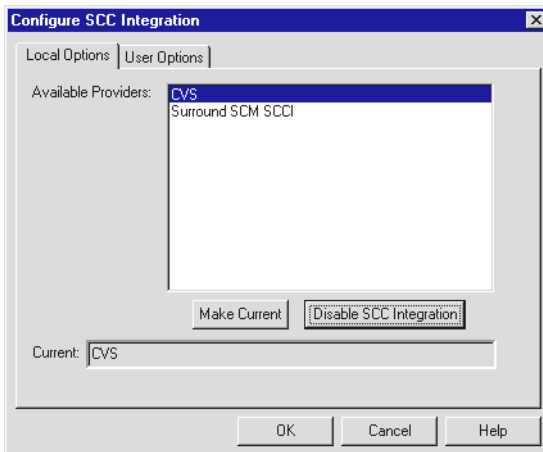 Configure SCC Integration
Local Options
User Options
Available Providers:
CVS
Surround SCM SCCI
Make Current
Disable SCC Integration
Current:
CVS
OK
Cancel
Help